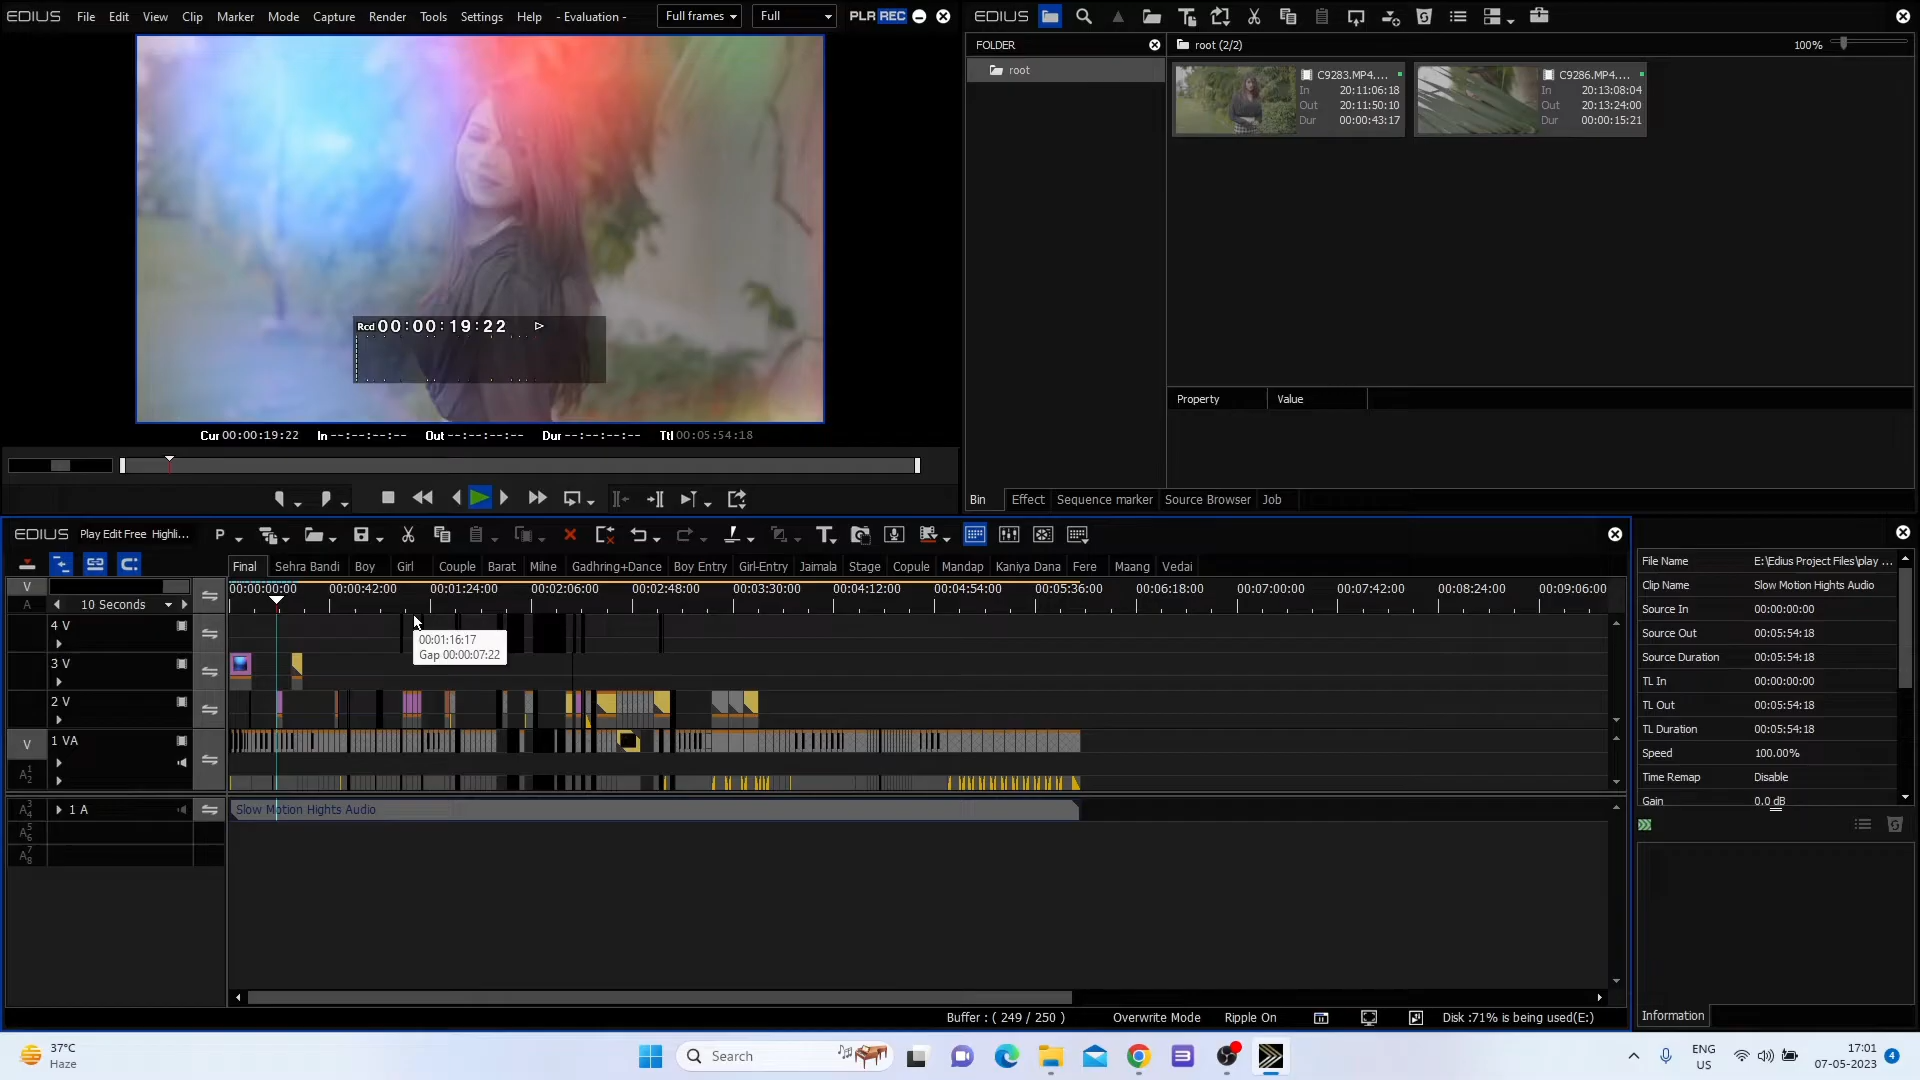 EDIUS File Edit View Clip Marker Mode Capture Render Tools Settings Help - Evaluation - Full frames Full PLR REC
EDIUS
FOLDER
root
root (2/2)
100%
C9283.MP4....
In 20:11:06:18
Out 20:11:50:10
Dur 00:00:43:17
C9286.MP4....
In 20:13:08:04
Out 20:13:24:00
Dur 00:00:15:21
Rcd 00:00:19:22
Cur 00:00:19:22 In --:--:--:-- Out --:--:--:-- Dur --:--:--:-- Ttl 00:05:54:18
Property Value
Bin Effect Sequence marker Source Browser Job
EDIUS Play Edit Free Highli... P T
Final Sehra Bandi Boy Girl Couple Barat Milne Gadhring+Dance Boy Entry Girl-Entry Jaimala Stage Copule Mandap Kaniya Dana Fere Maang Vedai
V
A
10 Seconds
00:00:00:00 00:00:42:00 00:01:24:00 00:02:06:00 00:02:48:00 00:03:30:00 00:04:12:00 00:04:54:00 00:05:36:00 00:06:18:00 00:07:00:00 00:07:42:00 00:08:24:00 00:09:06:00
4 V
00:01:16:17
Gap 00:00:07:22
3 V
2 V
V
1 VA
A1
A2
A3
A4
1 A
Slow Motion Hights Audio
A5
A6
A7
A8
File Name E:\Edius Project Files\play ...
Clip Name Slow Motion Hights Audio
Source In 00:00:00:00
Source Out 00:05:54:18
Source Duration 00:05:54:18
TL In 00:00:00:00
TL Out 00:05:54:18
TL Duration 00:05:54:18
Speed 100.00%
Time Remap Disable
Gain 0.0 dB
Information
Buffer : ( 249 / 250 ) Overwrite Mode Ripple On Disk :71% is being used(E:)
37°C
Haze
Search
ENG
US
17:01
07-05-2023
4